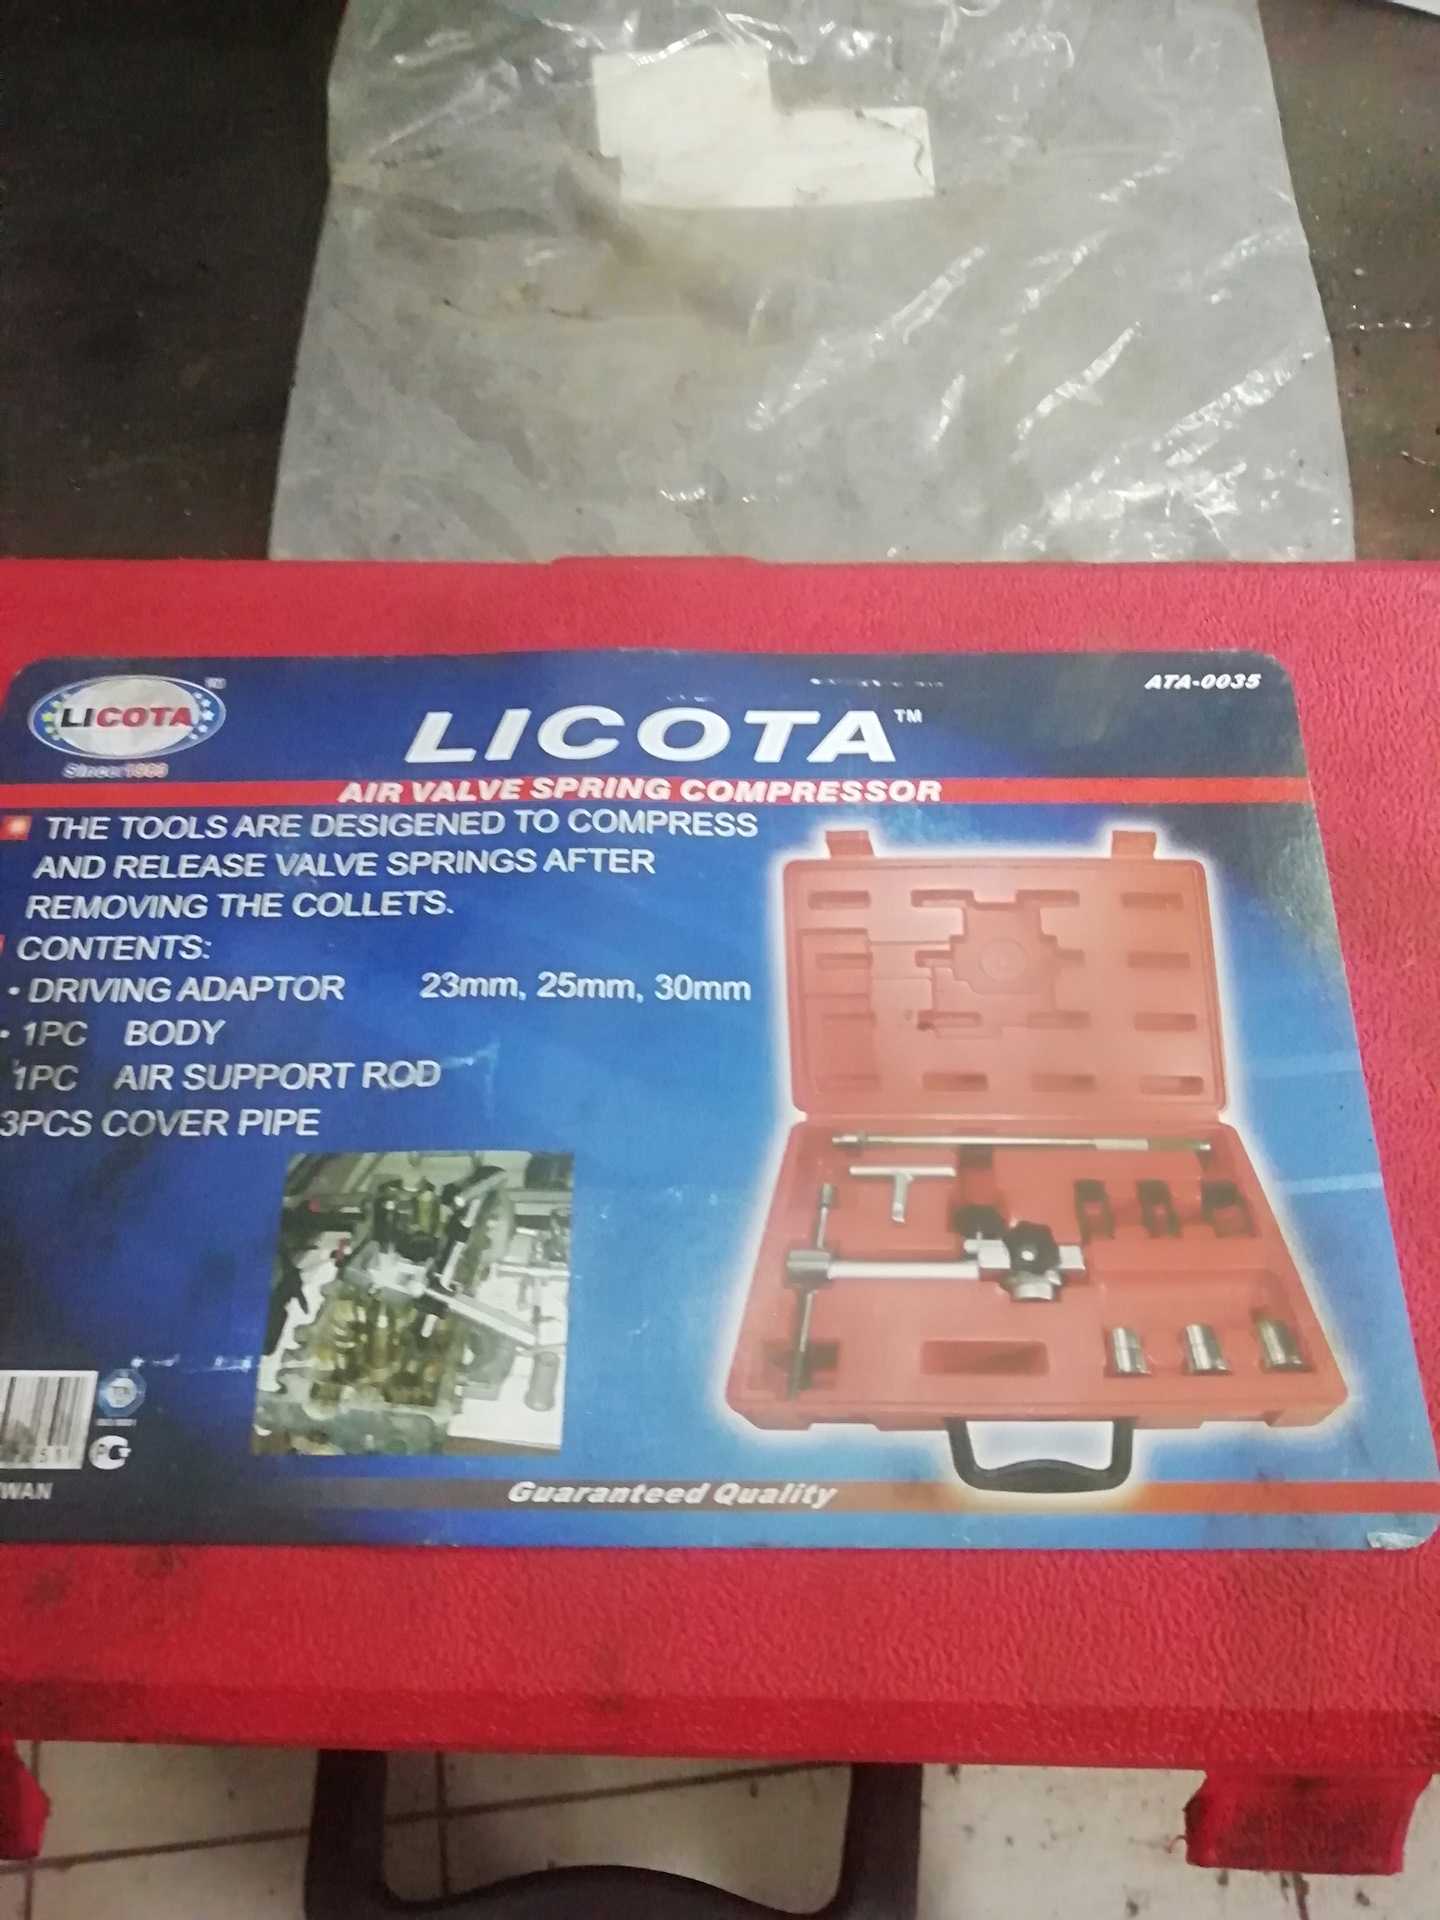 LICOTA
ATA-0035
LICOTA™
AIR VALVE SPRING COMPRESSOR
THE TOOLS ARE DESIGENED TO COMPRESS
AND RELEASE VALVE SPRINGS AFTER
REMOVING THE COLLETS.
CONTENTS:
• DRIVING ADAPTOR 23mm, 25mm, 30mm
• 1PC BODY
1PC AIR SUPPORT ROD
3PCS COVER PIPE
WAN
Guaranteed Quality